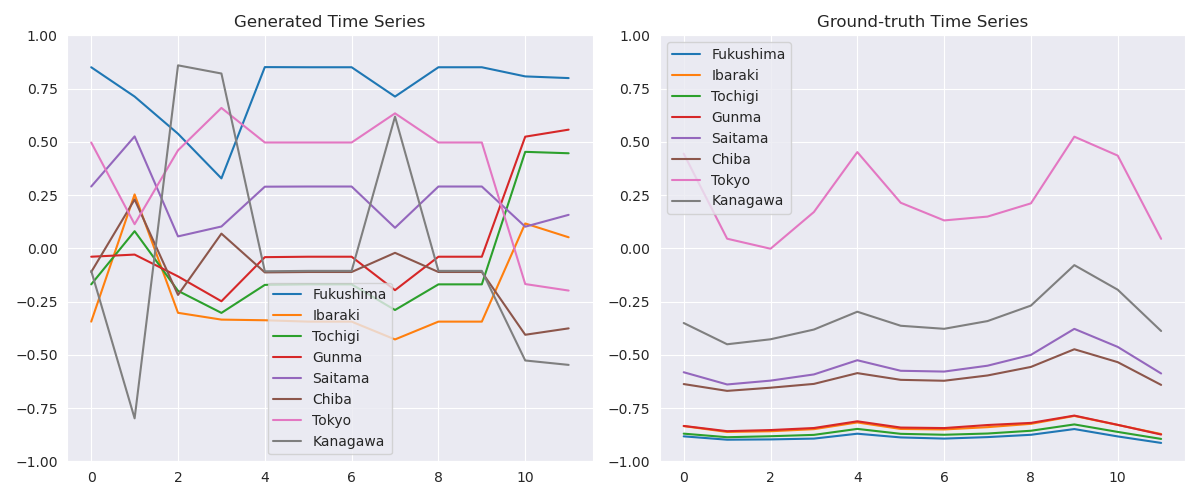 Generated Time Series
1.00
0.75
0.50
0.25
0.00
−0.25
−0.50
−0.75
−1.00
0 2 4 6 8 10
Fukushima
Ibaraki
Tochigi
Gunma
Saitama
Chiba
Tokyo
Kanagawa
Ground-truth Time Series
1.00
0.75
0.50
0.25
0.00
−0.25
−0.50
−0.75
−1.00
0 2 4 6 8 10
Fukushima
Ibaraki
Tochigi
Gunma
Saitama
Chiba
Tokyo
Kanagawa